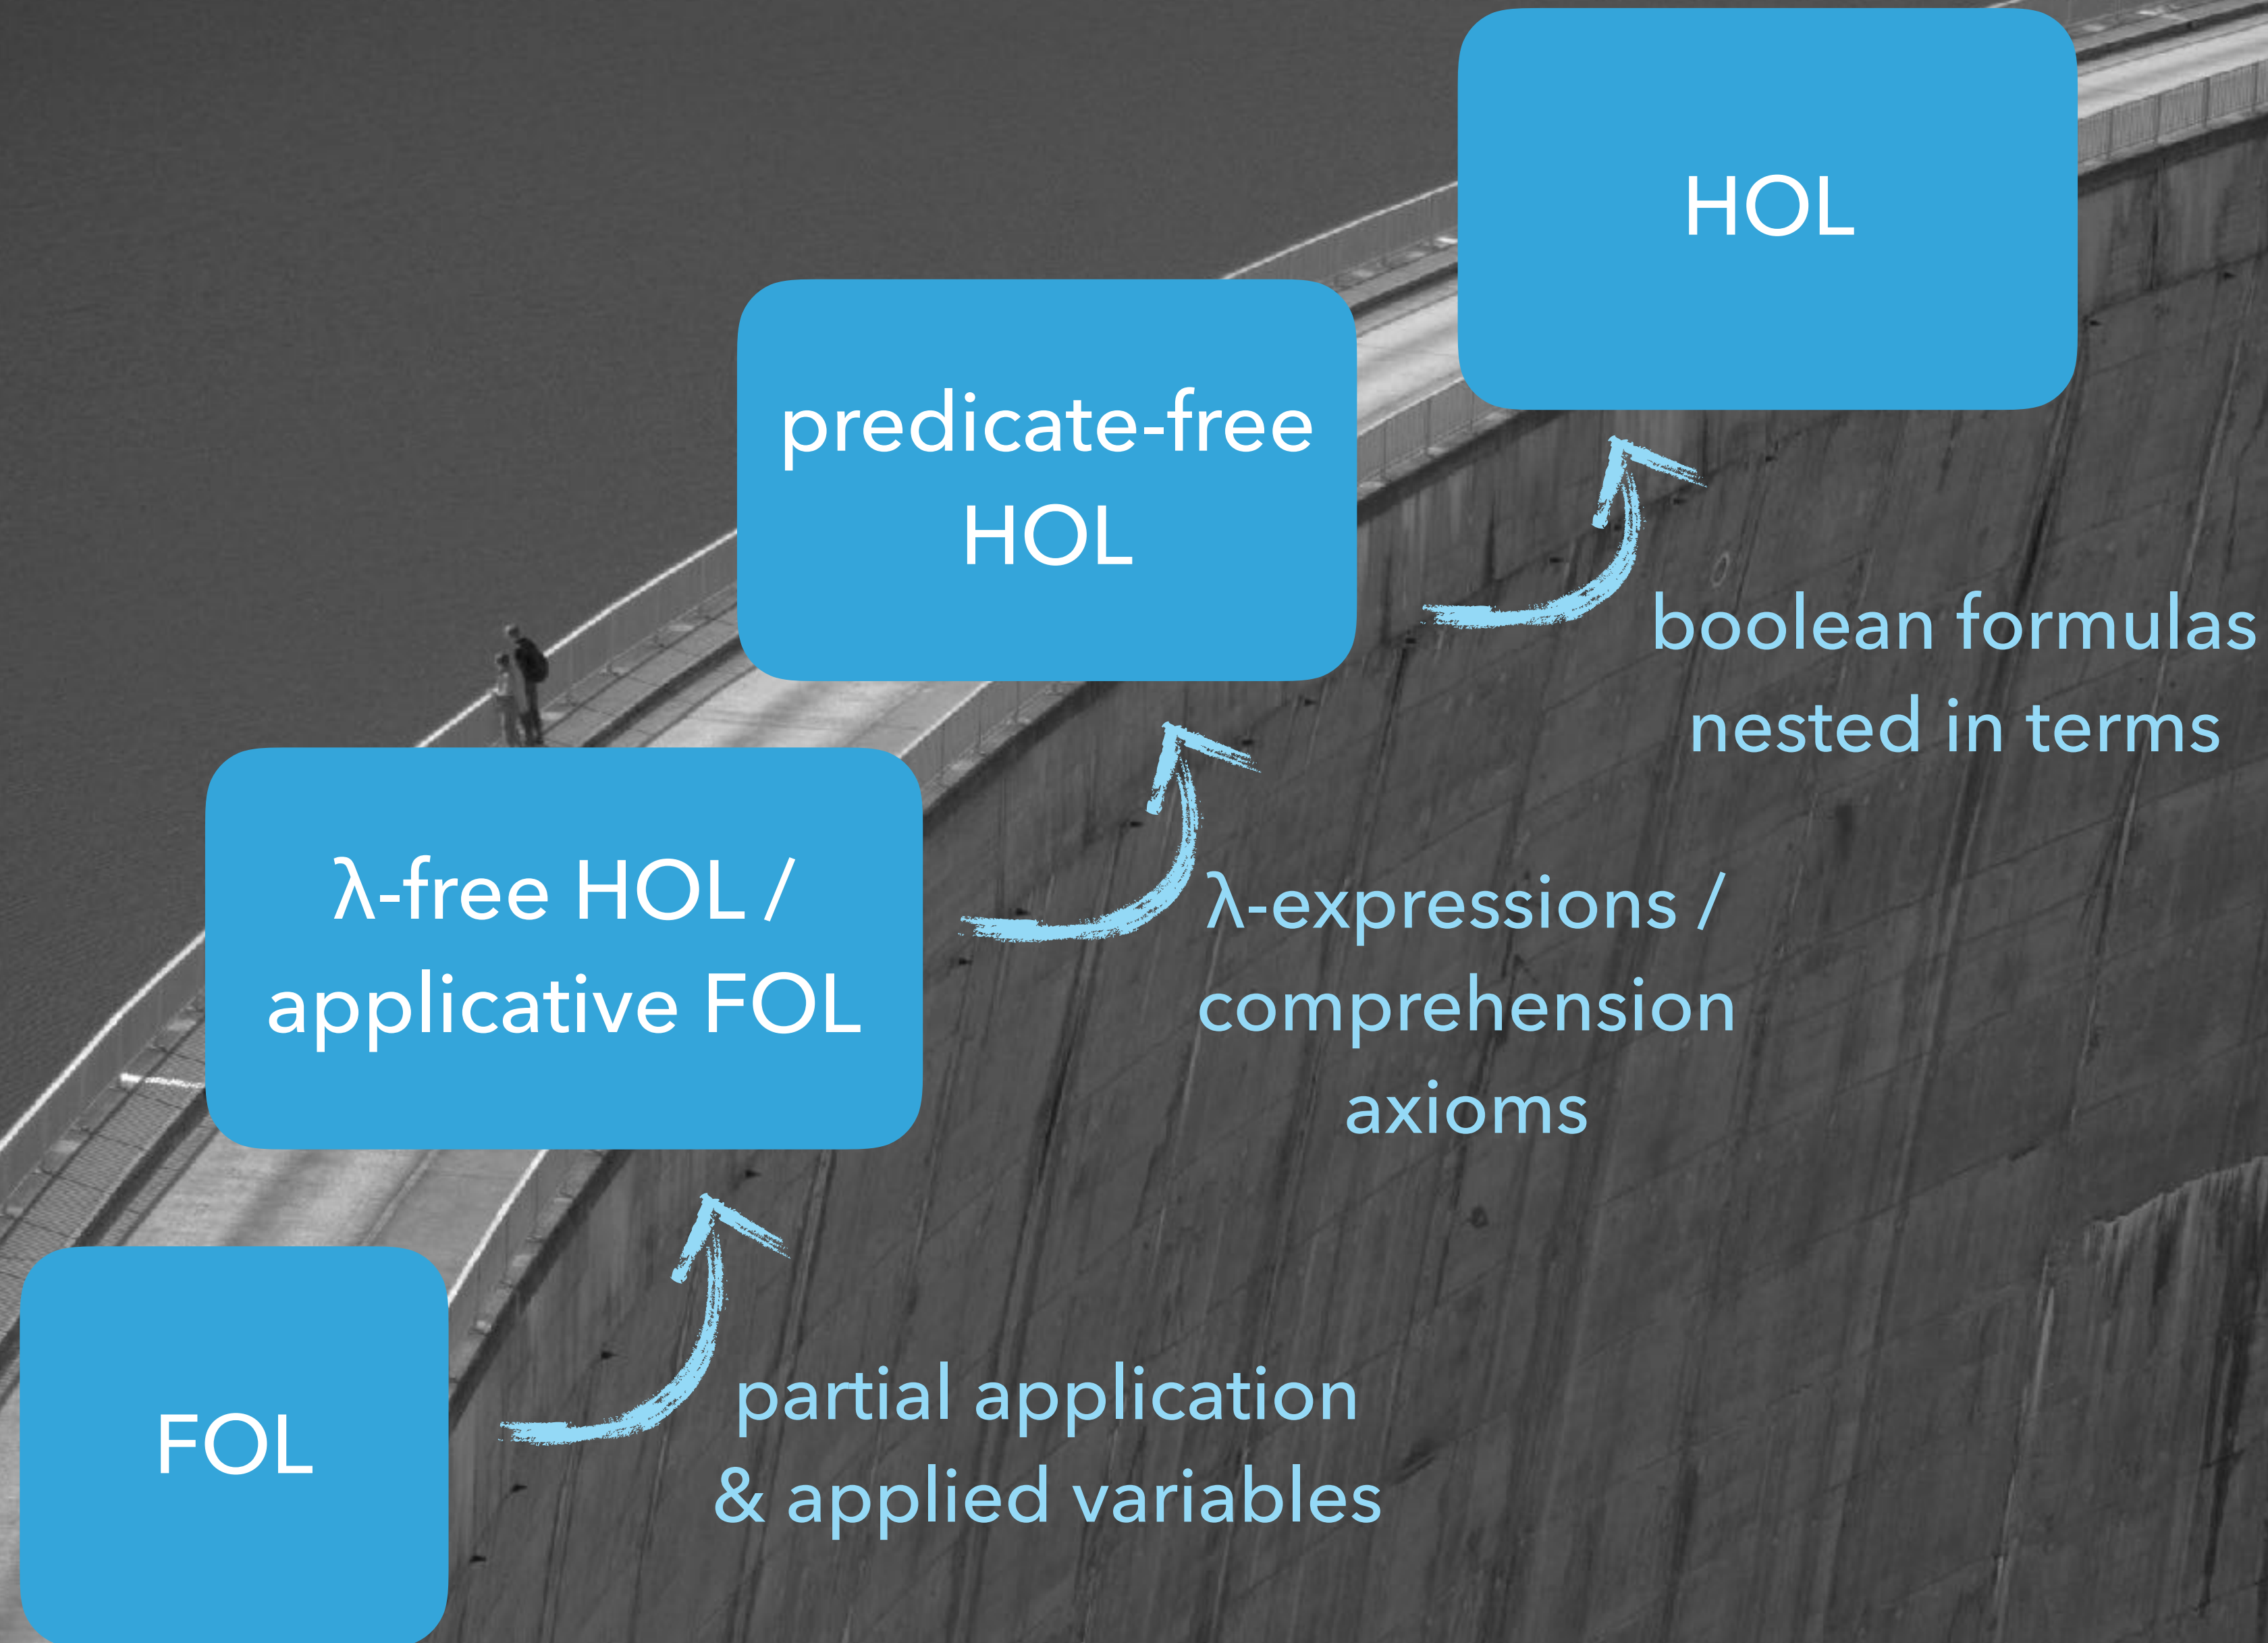 HOL
predicate-free
HOL
boolean formulas
nested in terms
λ-free HOL /
applicative FOL
λ-expressions /
comprehension
axioms
FOL
partial application
& applied variables